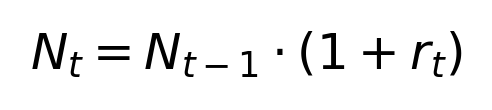 N_t = N_{t-1} · (1 + r_t)